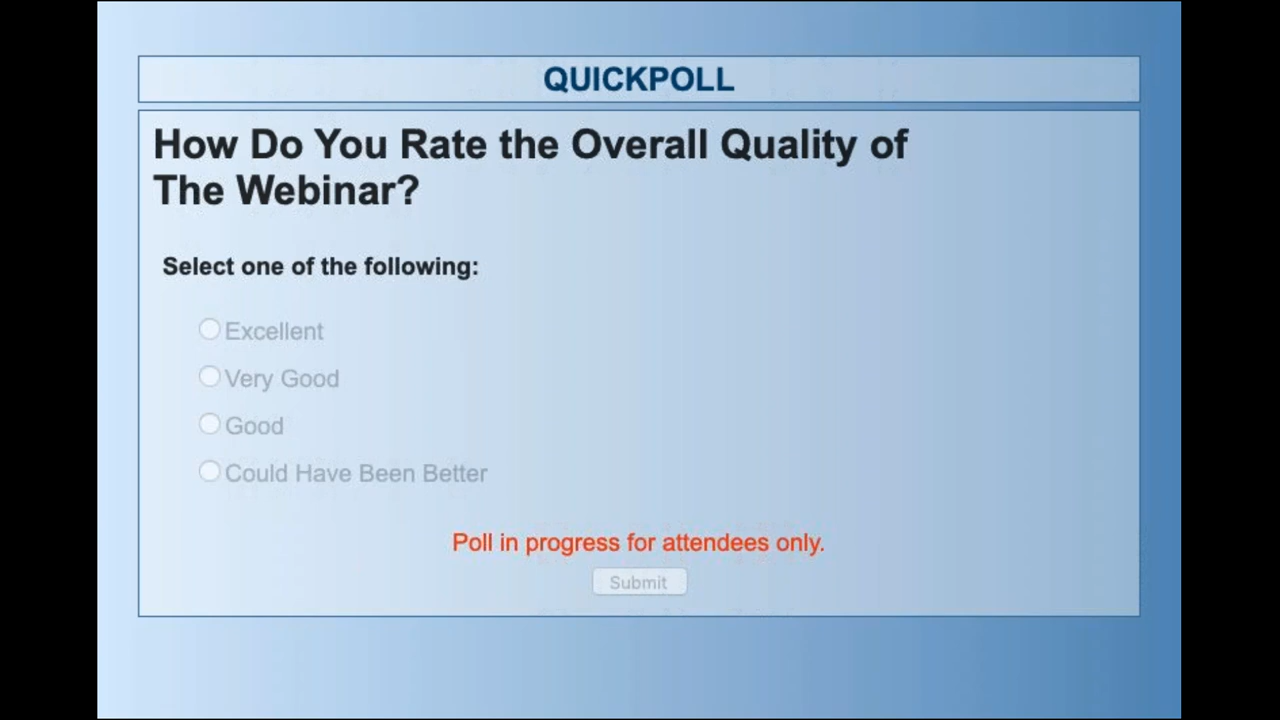 QUICKPOLL
How Do You Rate the Overall Quality of
The Webinar?
Select one of the following:
Excellent
Very Good
Good
Could Have Been Better
Poll in progress for attendees only.
Submit